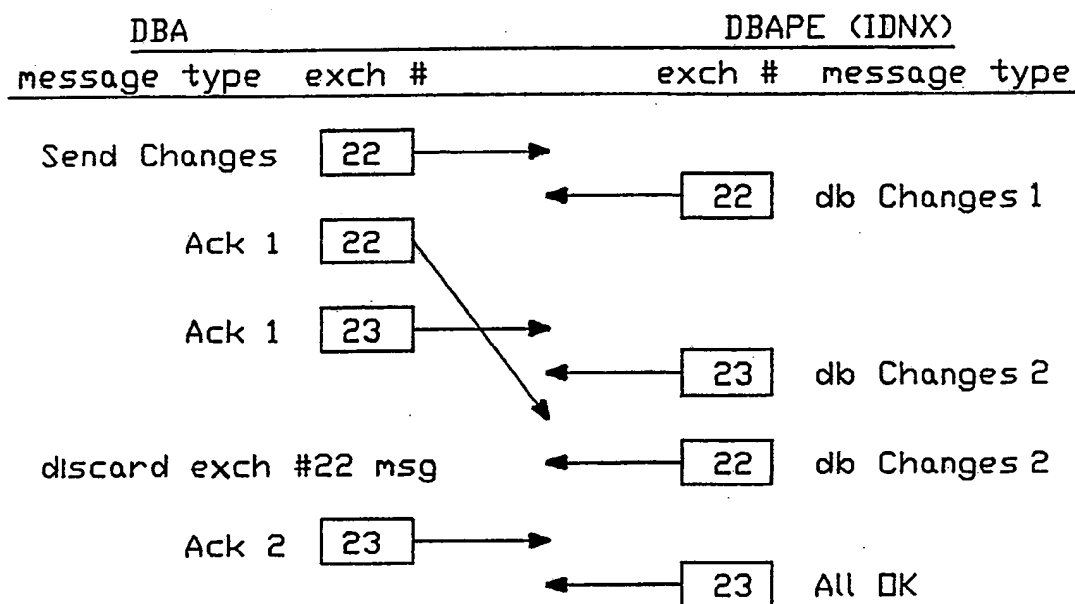 DBA DBAPE (IDNX)
message type exch # exch # message type
Send Changes 22
22 db Changes 1
Ack 1 22
Ack 1 23
23 db Changes 2
discard exch #22 msg 22 db Changes 2
Ack 2 23
23 All OK